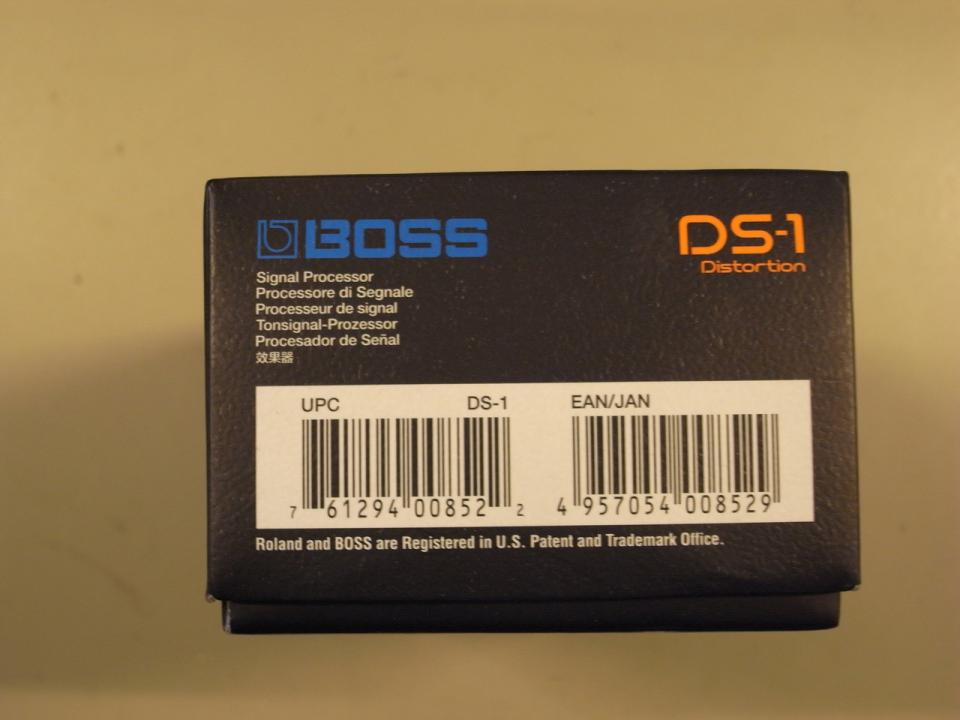 BOSS
DS-1
Distortion
Signal Processor
Processore di Segnale
Processeur de signal
Tonsignal-Prozessor
Procesador de Señal
效果器
UPC DS-1 EAN/JAN
7 61294 00852 2 4 957054 008529
Roland and BOSS are Registered in U.S. Patent and Trademark Office.